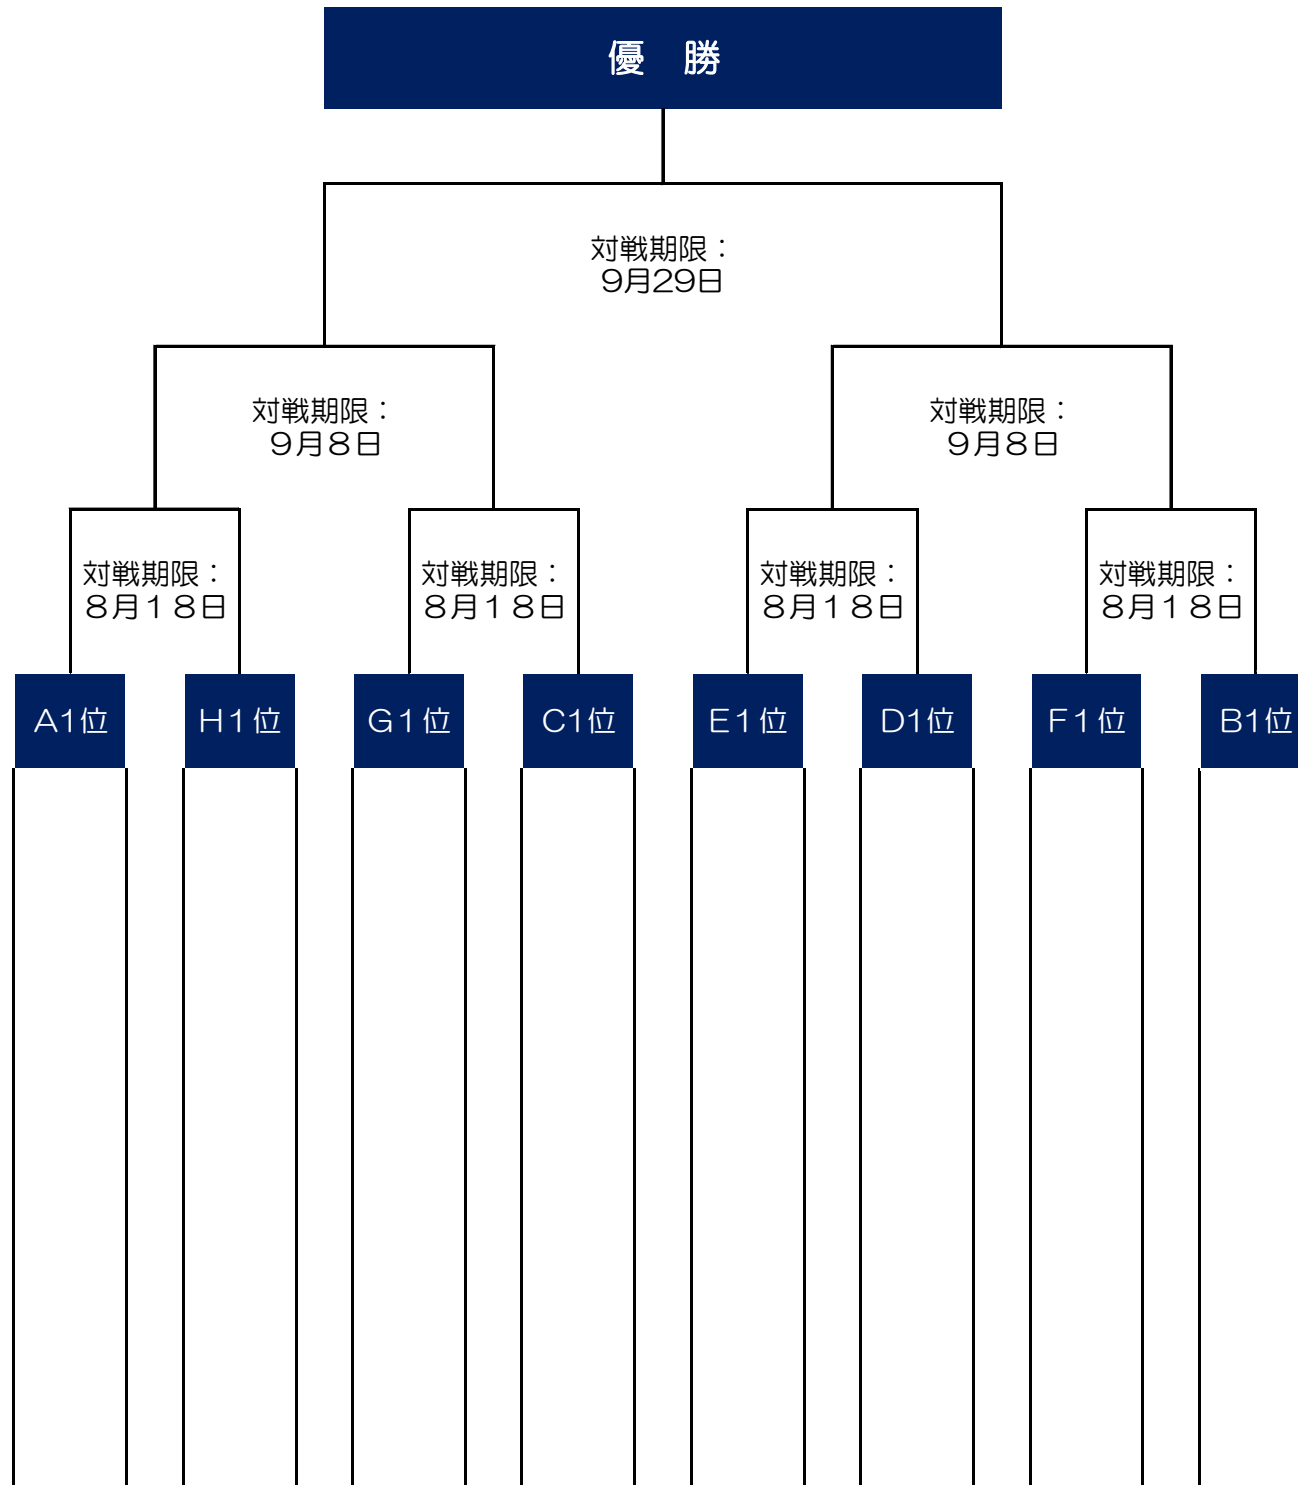 優　勝
対戦期限：
９月29日
対戦期限：
９月８日
対戦期限：
９月８日
対戦期限：
８月１８日
対戦期限：
８月１８日
対戦期限：
８月１８日
対戦期限：
８月１８日
A1位
H１位
G１位
C1位
E１位
D1位
F１位
B1位